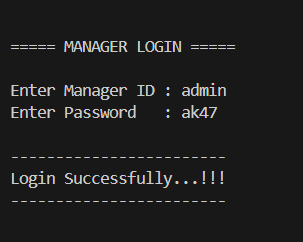 ===== MANAGER LOGIN =====
Enter Manager ID : admin
Enter Password   : ak47
------------------------
Login Successfully...!!!
------------------------